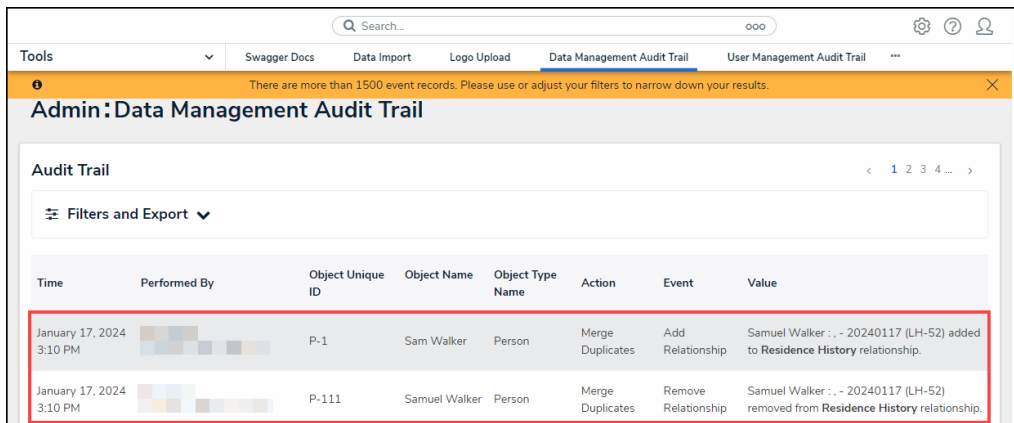 Search...
ooo
Tools
Swagger Docs
Data Import
Logo Upload
Data Management Audit Trail
User Management Audit Trail
...
There are more than 1500 event records. Please use or adjust your filters to narrow down your results.
Admin:Data Management Audit Trail
Audit Trail
1 2 3 4 ...
Filters and Export
Time
Performed By
Object Unique
ID
Object Name
Object Type
Name
Action
Event
Value
January 17, 2024
3:10 PM
P-1
Sam Walker
Person
Merge
Duplicates
Add
Relationship
Samuel Walker : , - 20240117 (LH-52) added
to Residence History relationship.
January 17, 2024
3:10 PM
P-111
Samuel Walker
Person
Merge
Duplicates
Remove
Relationship
Samuel Walker : , - 20240117 (LH-52)
removed from Residence History relationship.